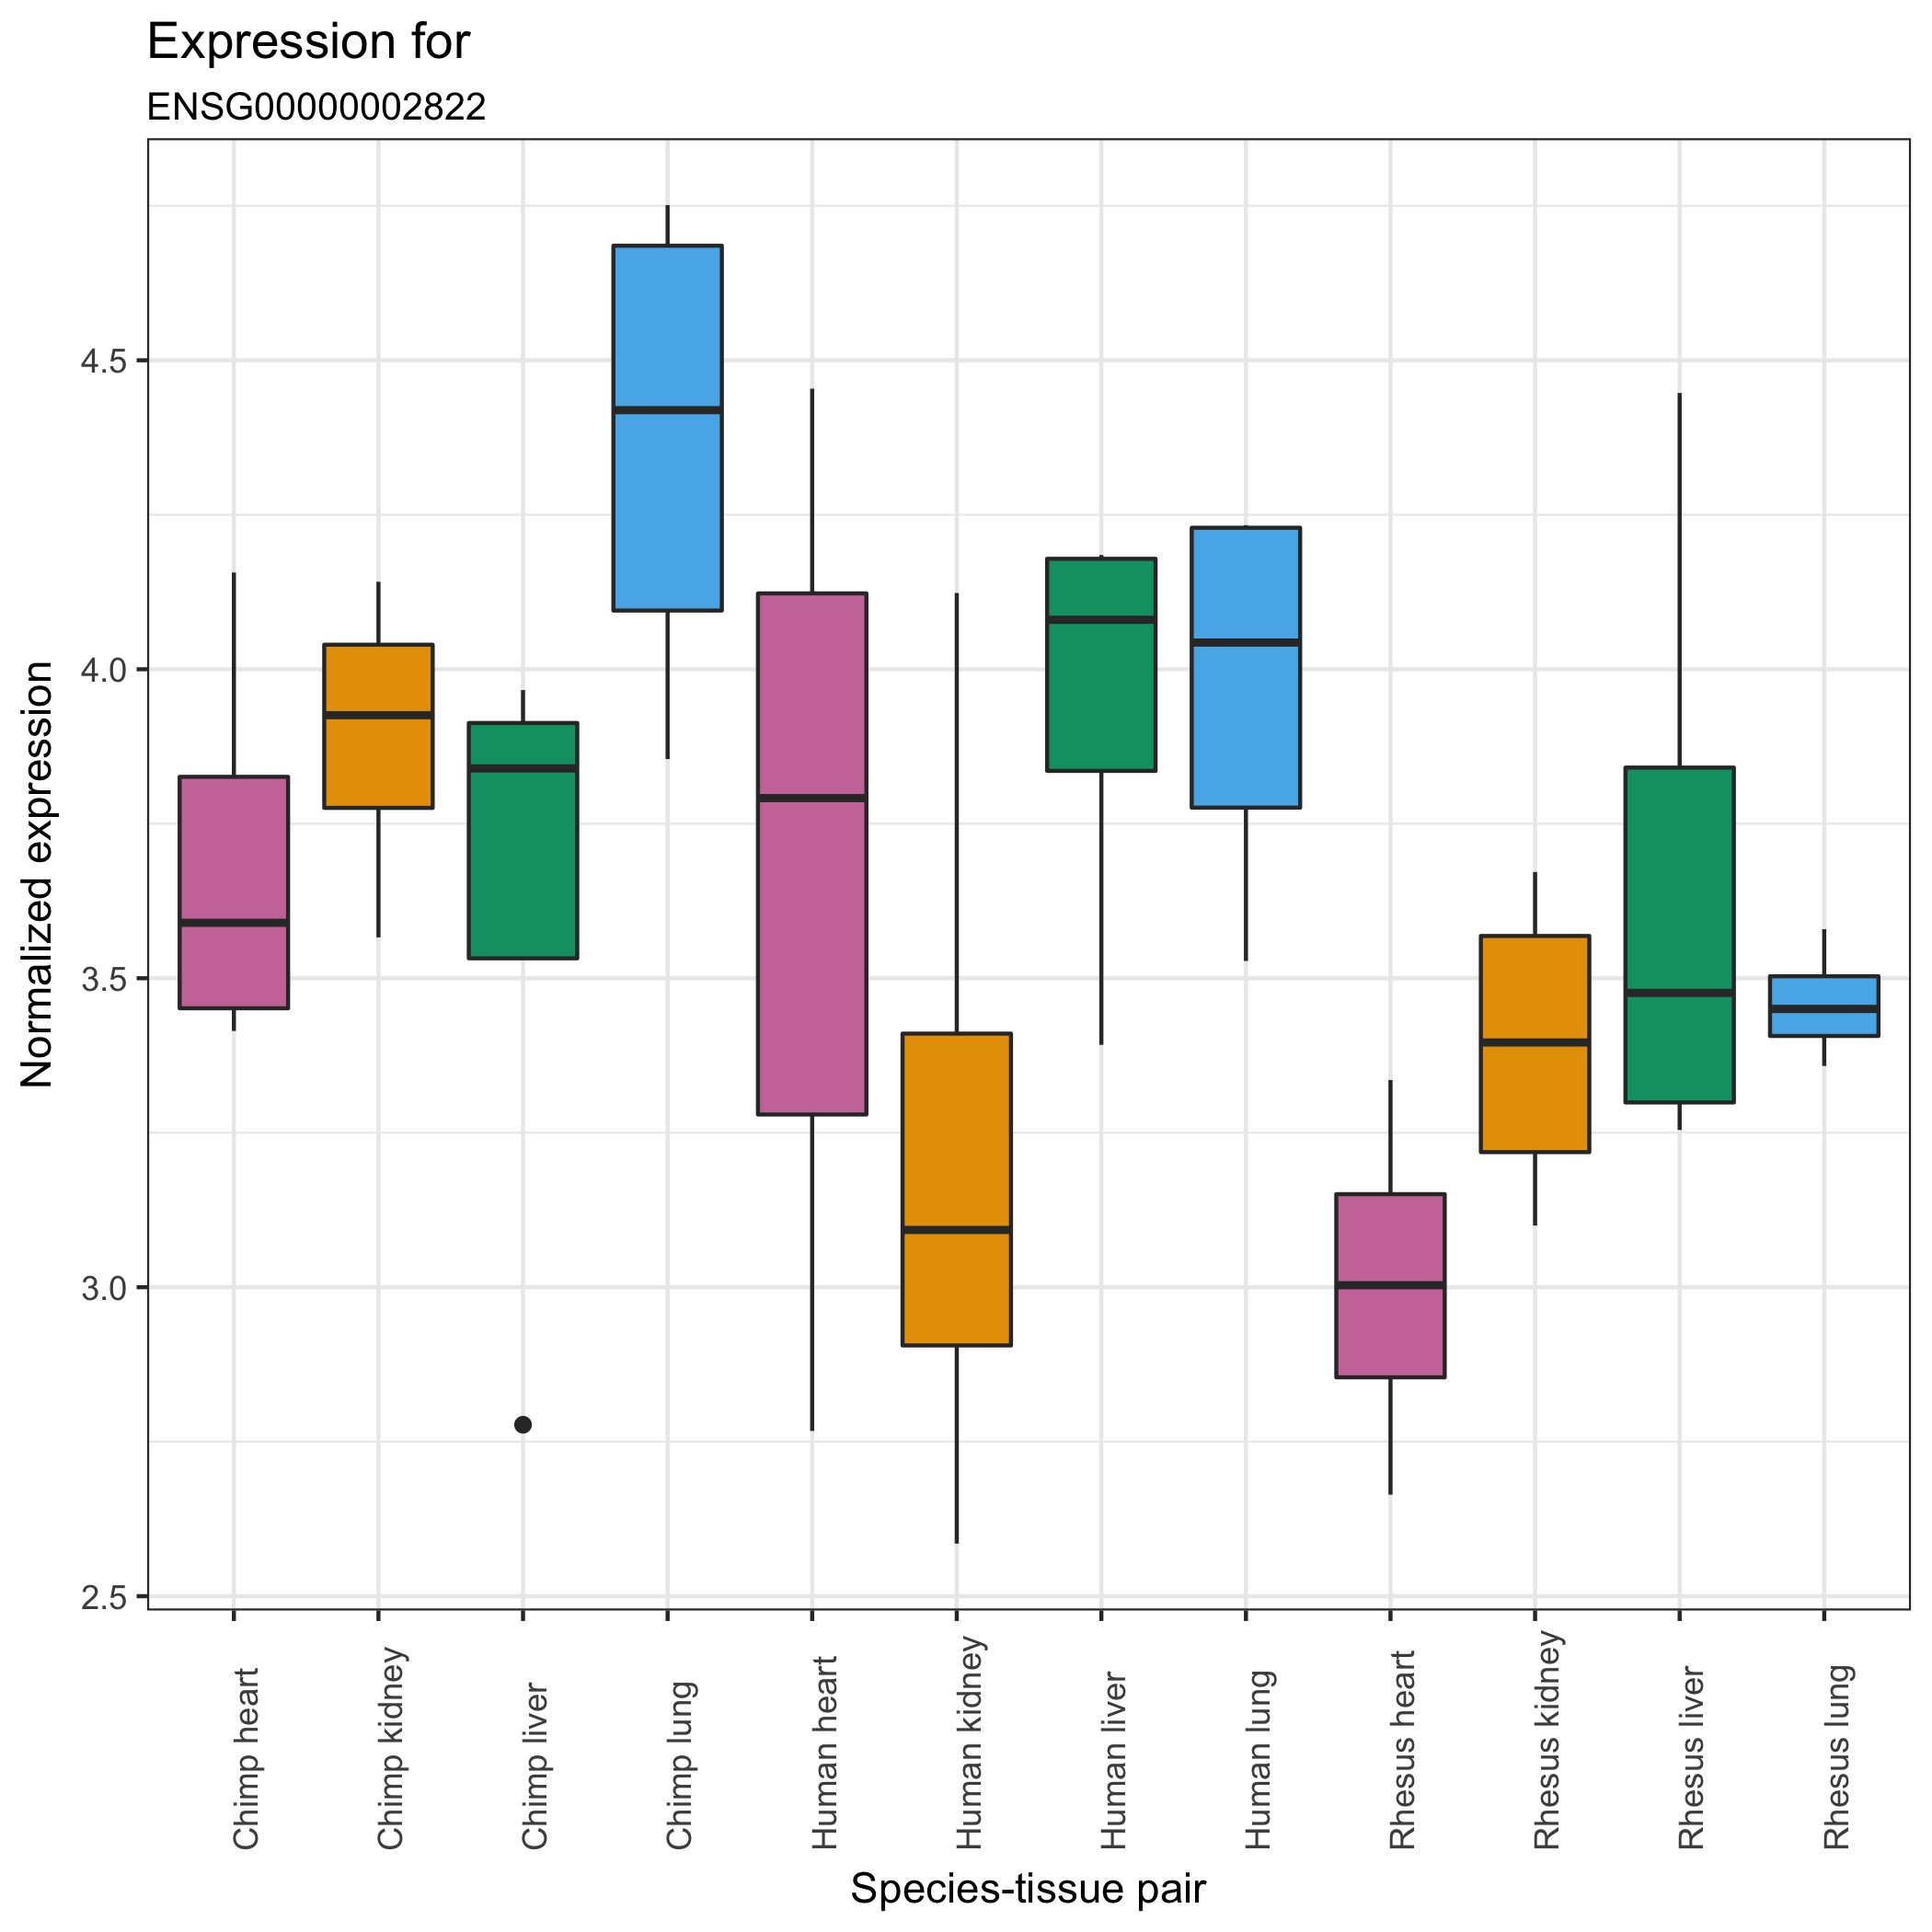 Expression for
ENSG00000002822
Normalized expression
4.5
4.0
3.5
3.0
2.5
Chimp heart
Chimp kidney
Chimp liver
Chimp lung
Human heart
Human kidney
Human liver
Human lung
Rhesus heart
Rhesus kidney
Rhesus liver
Rhesus lung
Species-tissue pair